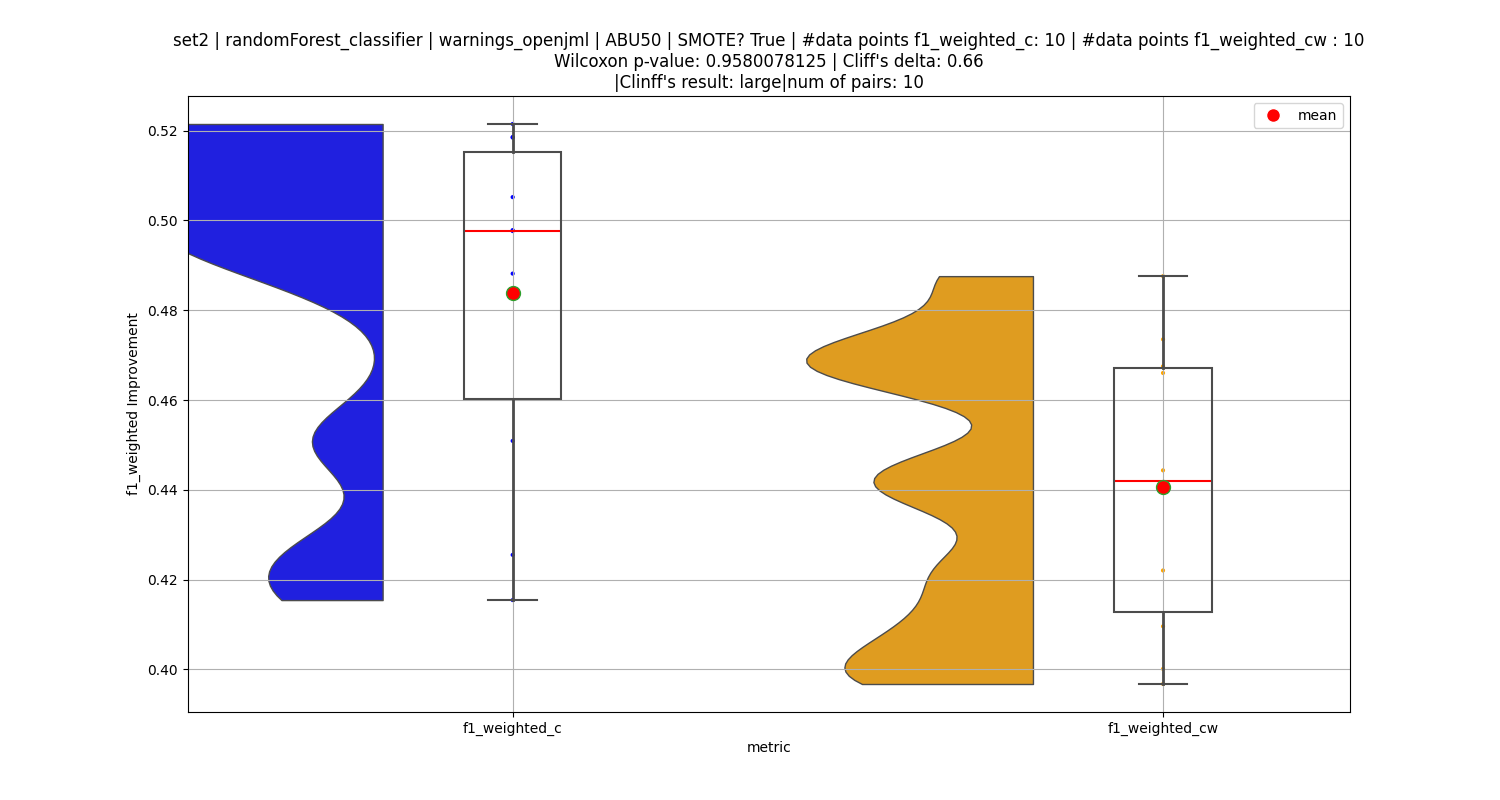 set2 | randomForest_classifier | warnings_openjml | ABU50 | SMOTE? True | #data points f1_weighted_c: 10 | #data points f1_weighted_cw : 10
Wilcoxon p-value: 0.9580078125 | Cliff's delta: 0.66
|Clinff's result: large|num of pairs: 10
mean
0.52
0.50
0.48
0.46
0.44
0.42
0.40
f1_weighted Improvement
f1_weighted_c
f1_weighted_cw
metric